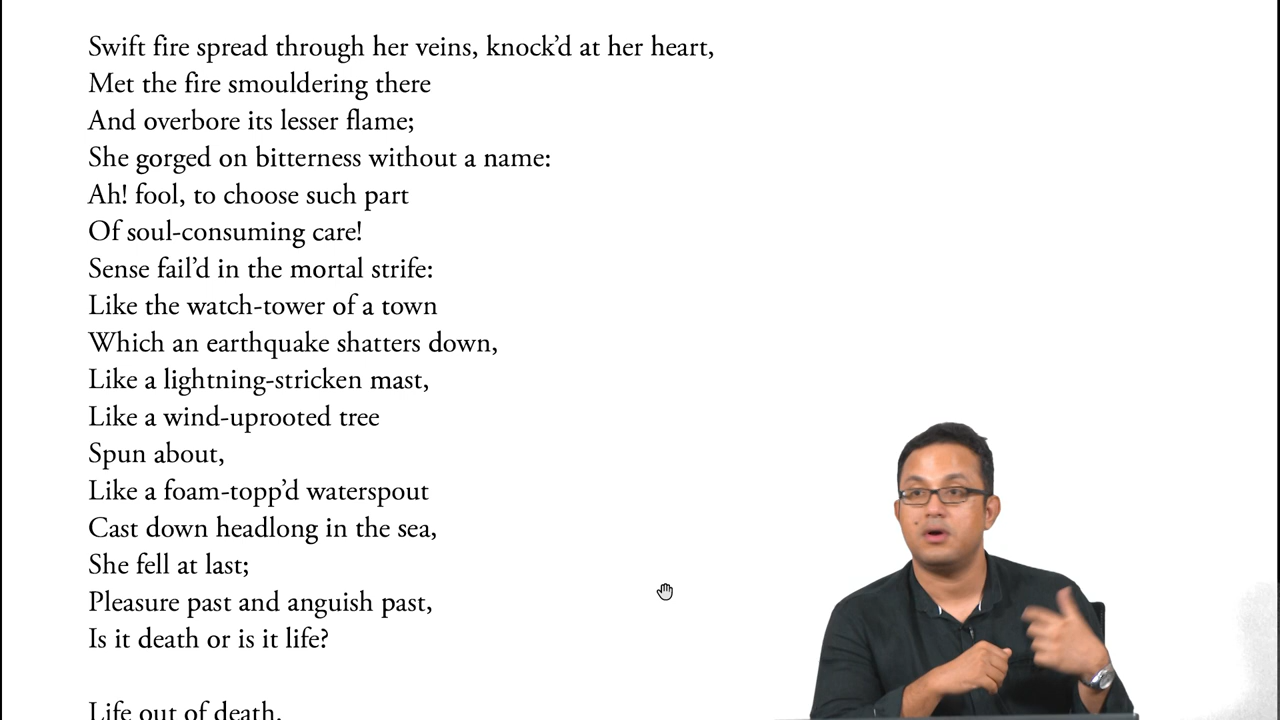 Swift fire spread through her veins, knock’d at her heart,
Met the fire smouldering there
And overbore its lesser flame;
She gorged on bitterness without a name:
Ah! fool, to choose such part
Of soul-consuming care!
Sense fail’d in the mortal strife:
Like the watch-tower of a town
Which an earthquake shatters down,
Like a lightning-stricken mast,
Like a wind-uprooted tree
Spun about,
Like a foam-topp’d waterspout
Cast down headlong in the sea,
She fell at last;
Pleasure past and anguish past,
Is it death or is it life?
Life out of death.